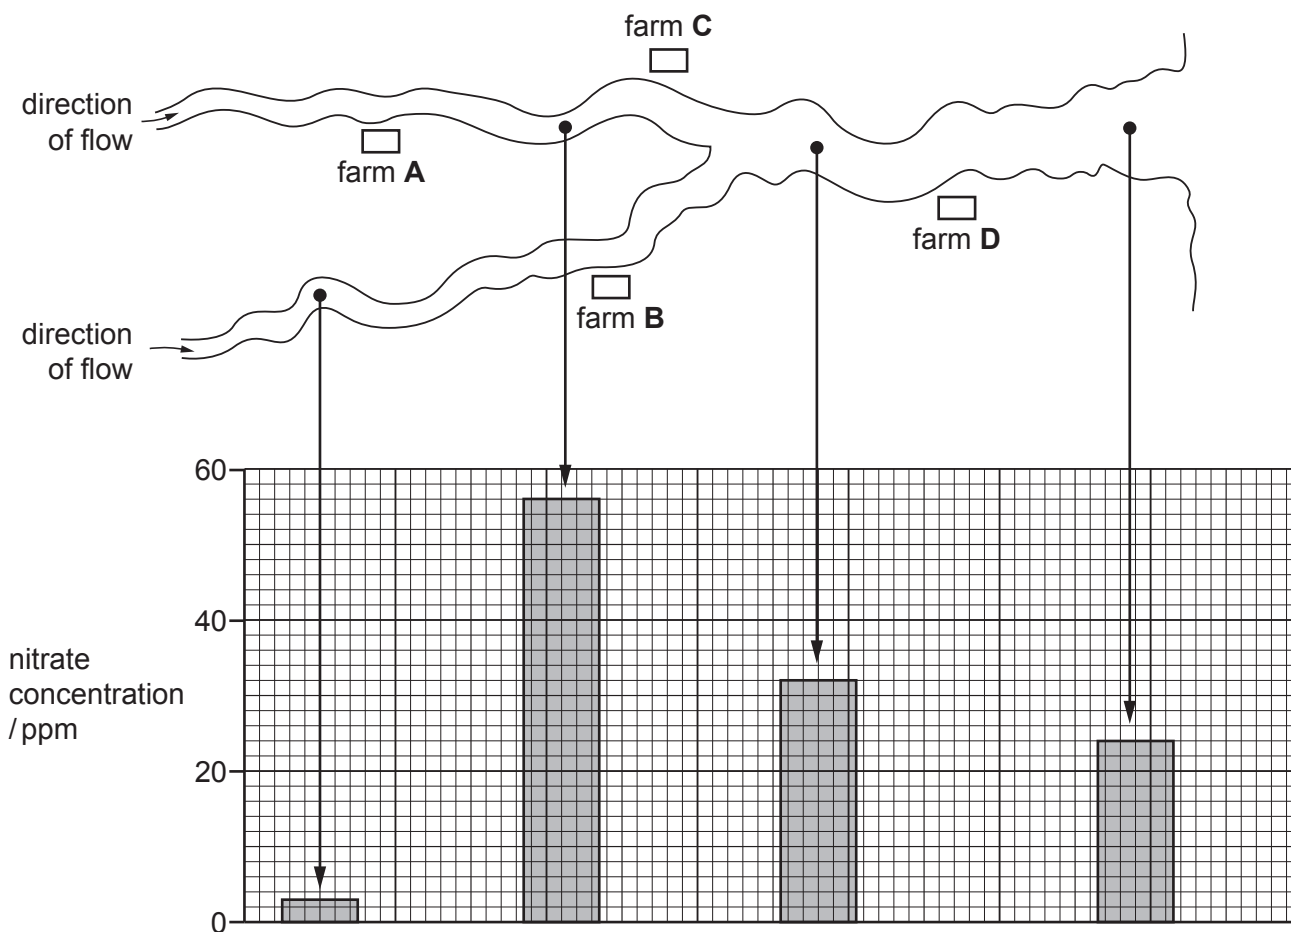 farm C
direction
of flow
farm A
farm D
farm B
direction
of flow
60
40
nitrate
concentration
/ ppm
20
0